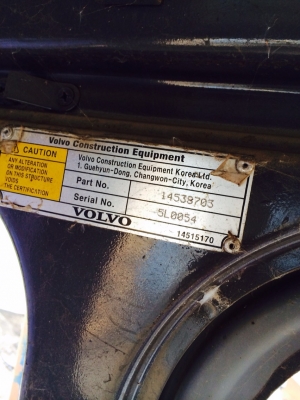 Volvo Construction Equipment
CAUTION
ANY ALTERATION
OR MODIFICATION
ON THIS STRUCTURE
VOIDS
THE CERTIFICATION
Volvo Construction Equipment Korea Ltd.
1. Guehyun-Dong, Changwon-City, Korea
Part No. 14538703
Serial No. 5L0054
VOLVO
14515170